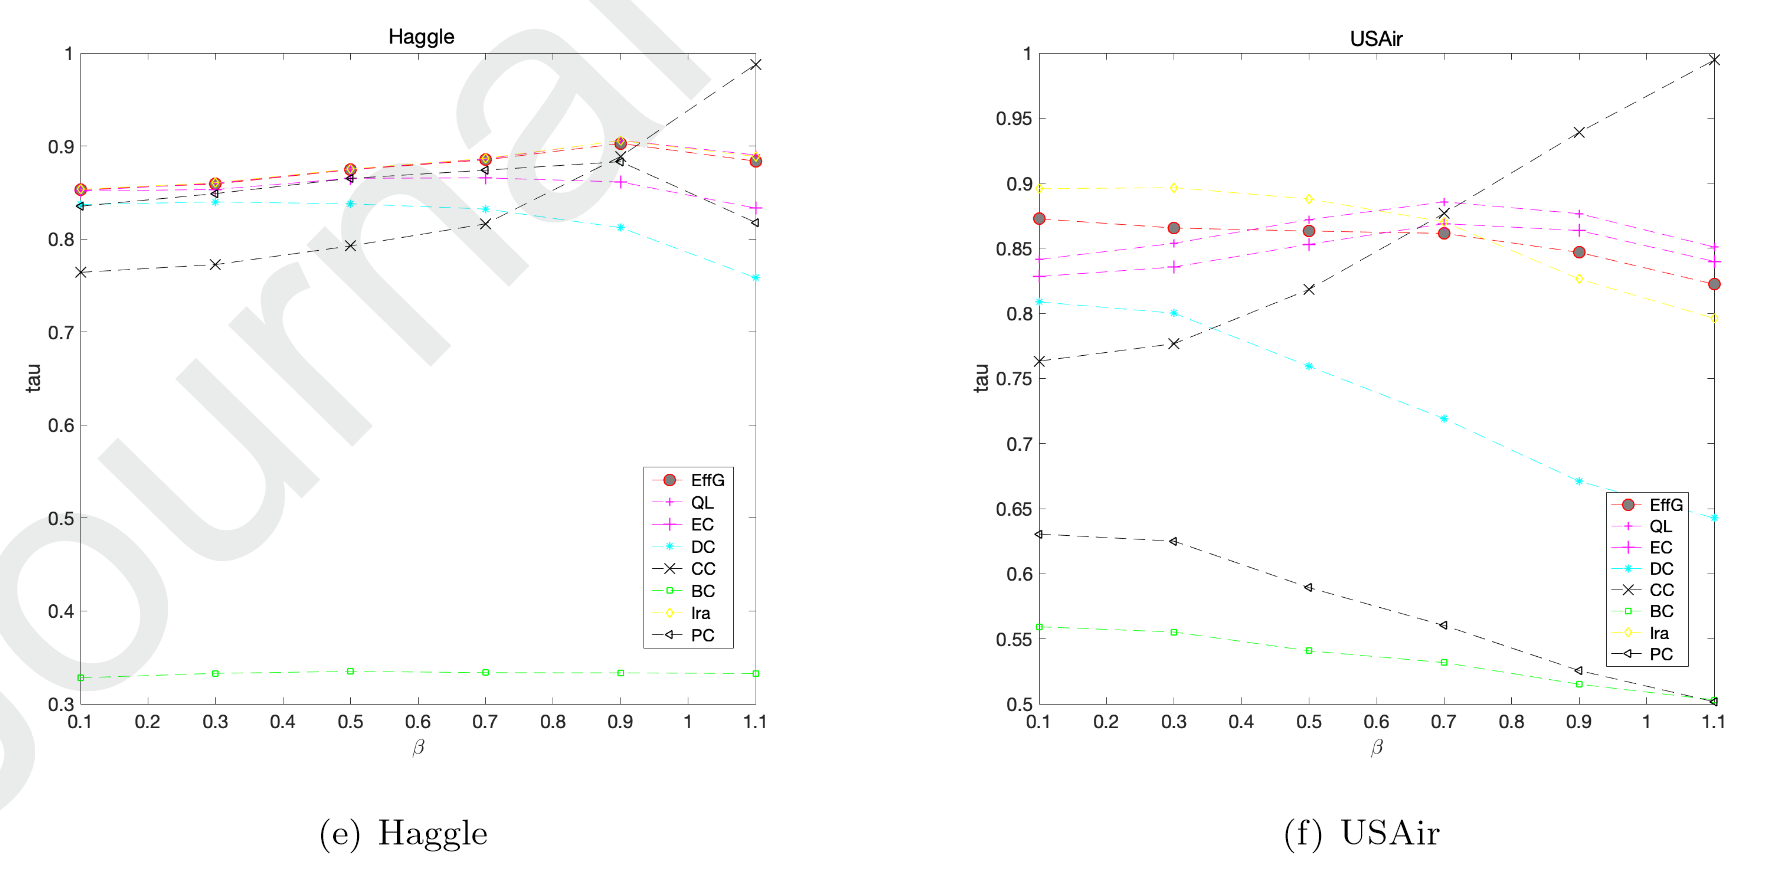 Haggle
1
0.9
0.8
0.7
0.6
0.5
0.4
0.3
tau
0.1 0.2 0.3 0.4 0.5 0.6 0.7 0.8 0.9 1 1.1
β
EffG
QL
EC
DC
CC
BC
Ira
PC
(e) Haggle
USAir
1
0.95
0.9
0.85
0.8
0.75
0.7
0.65
0.6
0.55
0.5
tau
0.1 0.2 0.3 0.4 0.5 0.6 0.7 0.8 0.9 1 1.1
β
EffG
QL
EC
DC
CC
BC
Ira
PC
(f) USAir
Journal